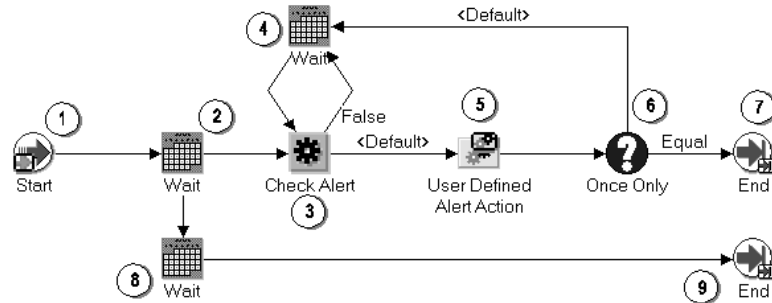 4
<Default>
Wait
1
2
False
5
6
7
<Default>
Equal
Start
Wait
Check Alert
User Defined
Alert Action
Once Only
End
3
8
Wait
9
End